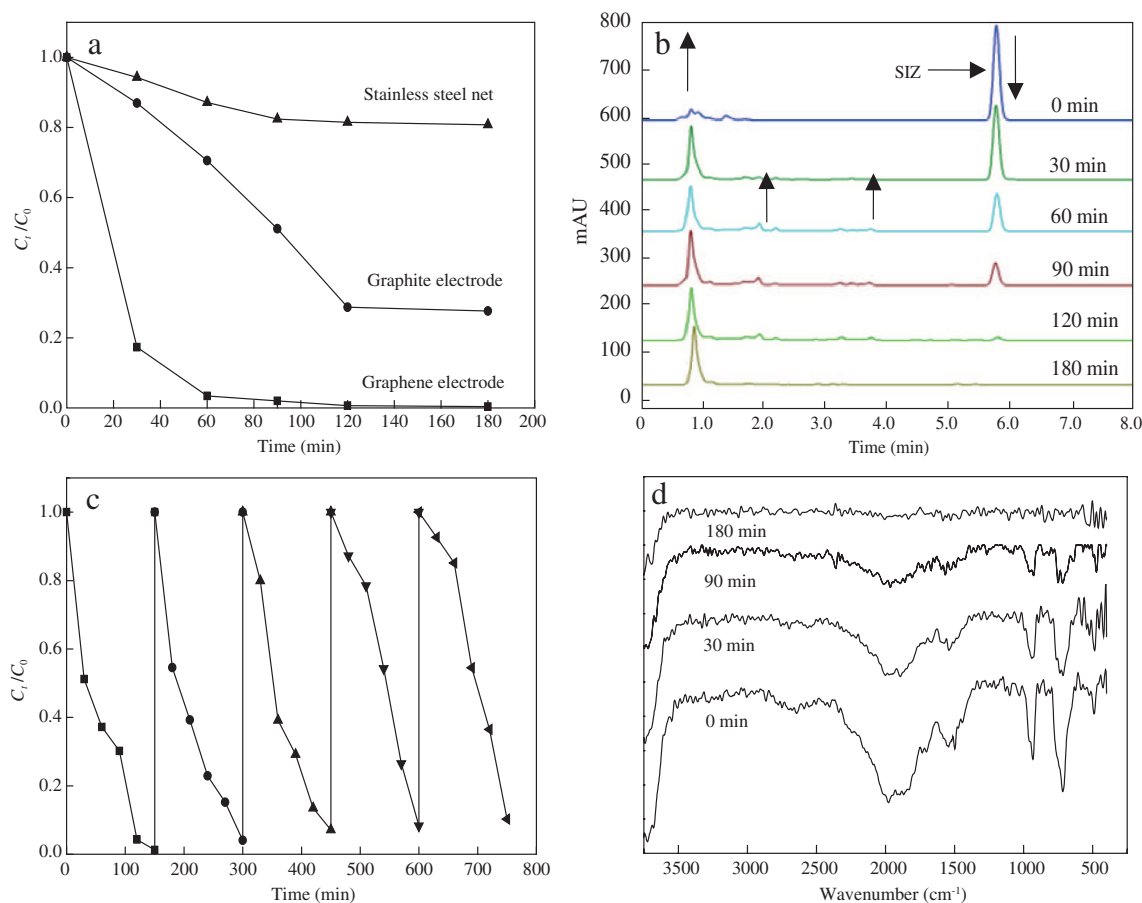 a
1.0
0.8
0.6
0.4
0.2
0.0
Ct/C0
Stainless steel net
Graphite electrode
Graphene electrode
0 20 40 60 80 100 120 140 160 180 200
Time (min)
b
800
700
600
500
400
300
200
100
0
mAU
SIZ
0 min
30 min
60 min
90 min
120 min
180 min
0 1.0 2.0 3.0 4.0 5.0 6.0 7.0 8.0
Time (min)
c
1.0
0.8
0.6
0.4
0.2
0.0
Ct/C0
0 100 200 300 400 500 600 700 800
Time (min)
d
180 min
90 min
30 min
0 min
3500 3000 2500 2000 1500 1000 500
Wavenumber (cm⁻¹)